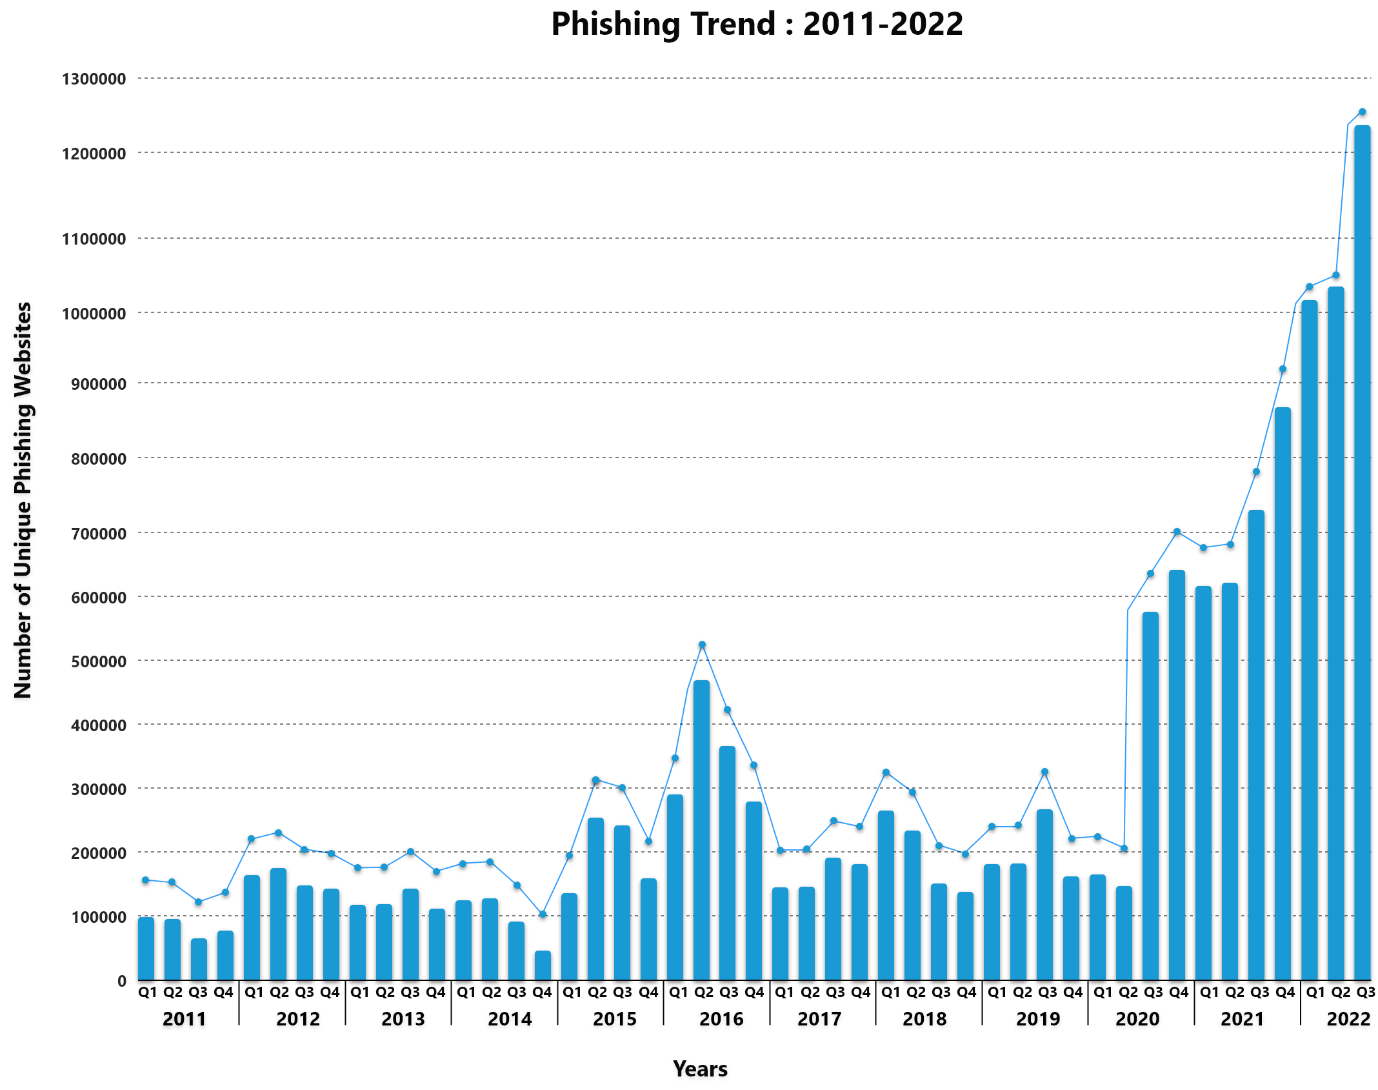 Phishing Trend : 2011-2022
Number of Unique Phishing Websites
1300000
1200000
1100000
1000000
900000
800000
700000
600000
500000
400000
300000
200000
100000
0
Q1 Q2 Q3 Q4 Q1 Q2 Q3 Q4 Q1 Q2 Q3 Q4 Q1 Q2 Q3 Q4 Q1 Q2 Q3 Q4 Q1 Q2 Q3 Q4 Q1 Q2 Q3 Q4 Q1 Q2 Q3 Q4 Q1 Q2 Q3 Q4 Q1 Q2 Q3 Q4 Q1 Q2 Q3 Q4 Q1 Q2 Q3
2011 2012 2013 2014 2015 2016 2017 2018 2019 2020 2021 2022
Years